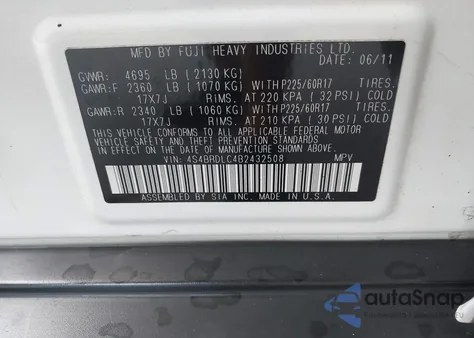 MFD BY FUJI HEAVY INDUSTRIES LTD.
DATE 06/11
GVWR: 4695 LB (2130 KG)
GAWR:F 2360 LB (1070 KG) WITH P225/60R17 TIRES.
17X7J RIMS. AT 220 KPA (32 PSI) COLD
GAWR:R 2340 LB (1060 KG) WITH P225/60R17 TIRES.
17X7J RIMS. AT 210 KPA (30 PSI) COLD
THIS VEHICLE CONFORMS TO ALL APPLICABLE FEDERAL MOTOR
VEHICLE SAFETY STANDARDS IN EFFECT ON THE DATE OF
MANUFACTURE SHOWN ABOVE.
VIN: 4S4BRDLC4B2432508 MPV
ASSEMBLED BY SIA INC. MADE IN U.S.A.
autoSnap